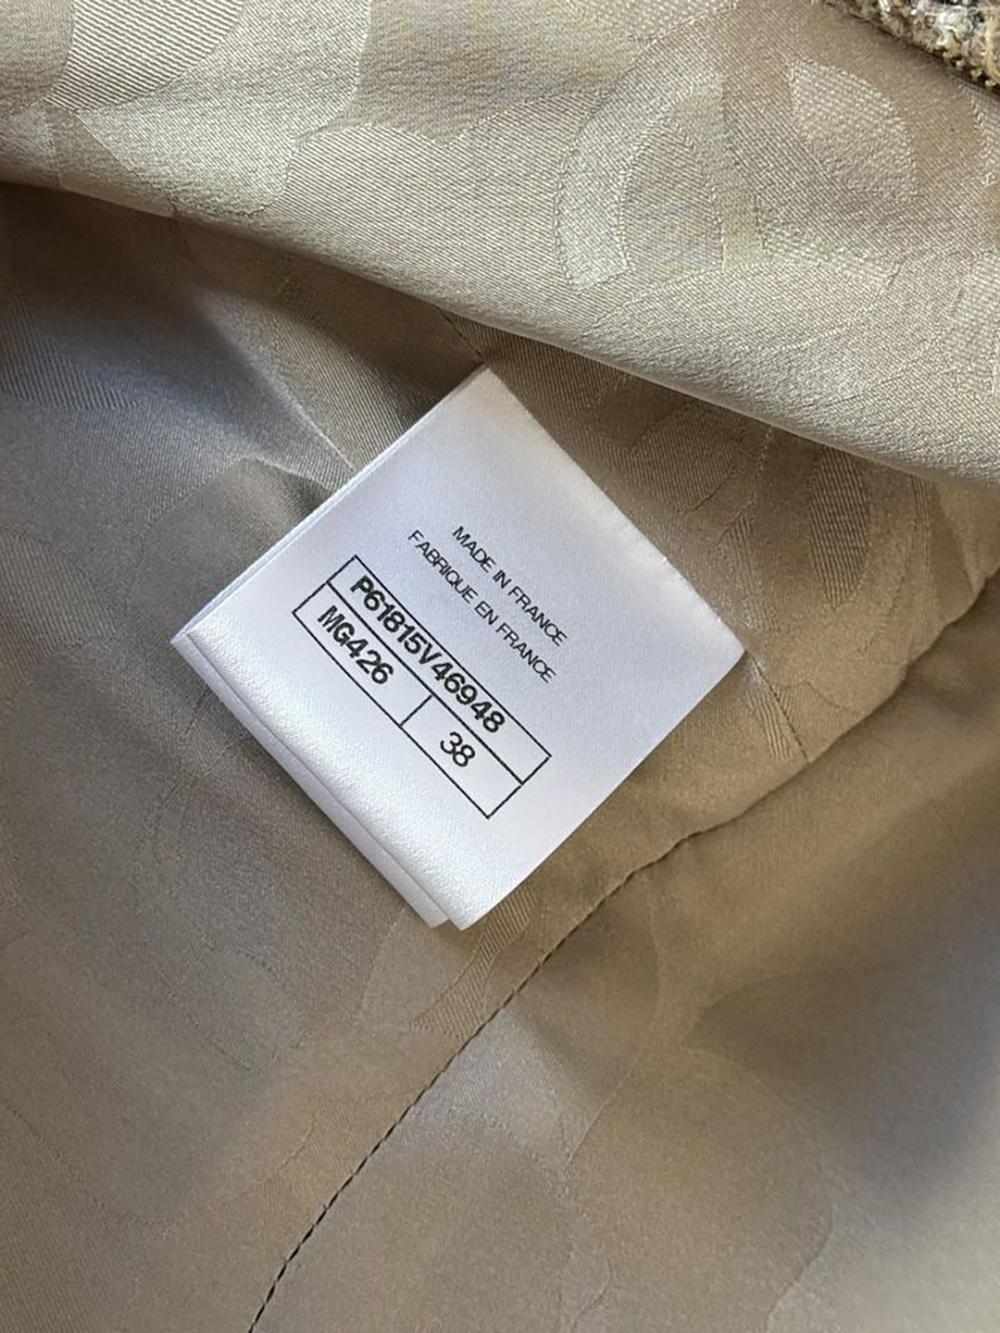 MADE IN FRANCE
FABRIQUE EN FRANCE
P61815V46948
MG426 38